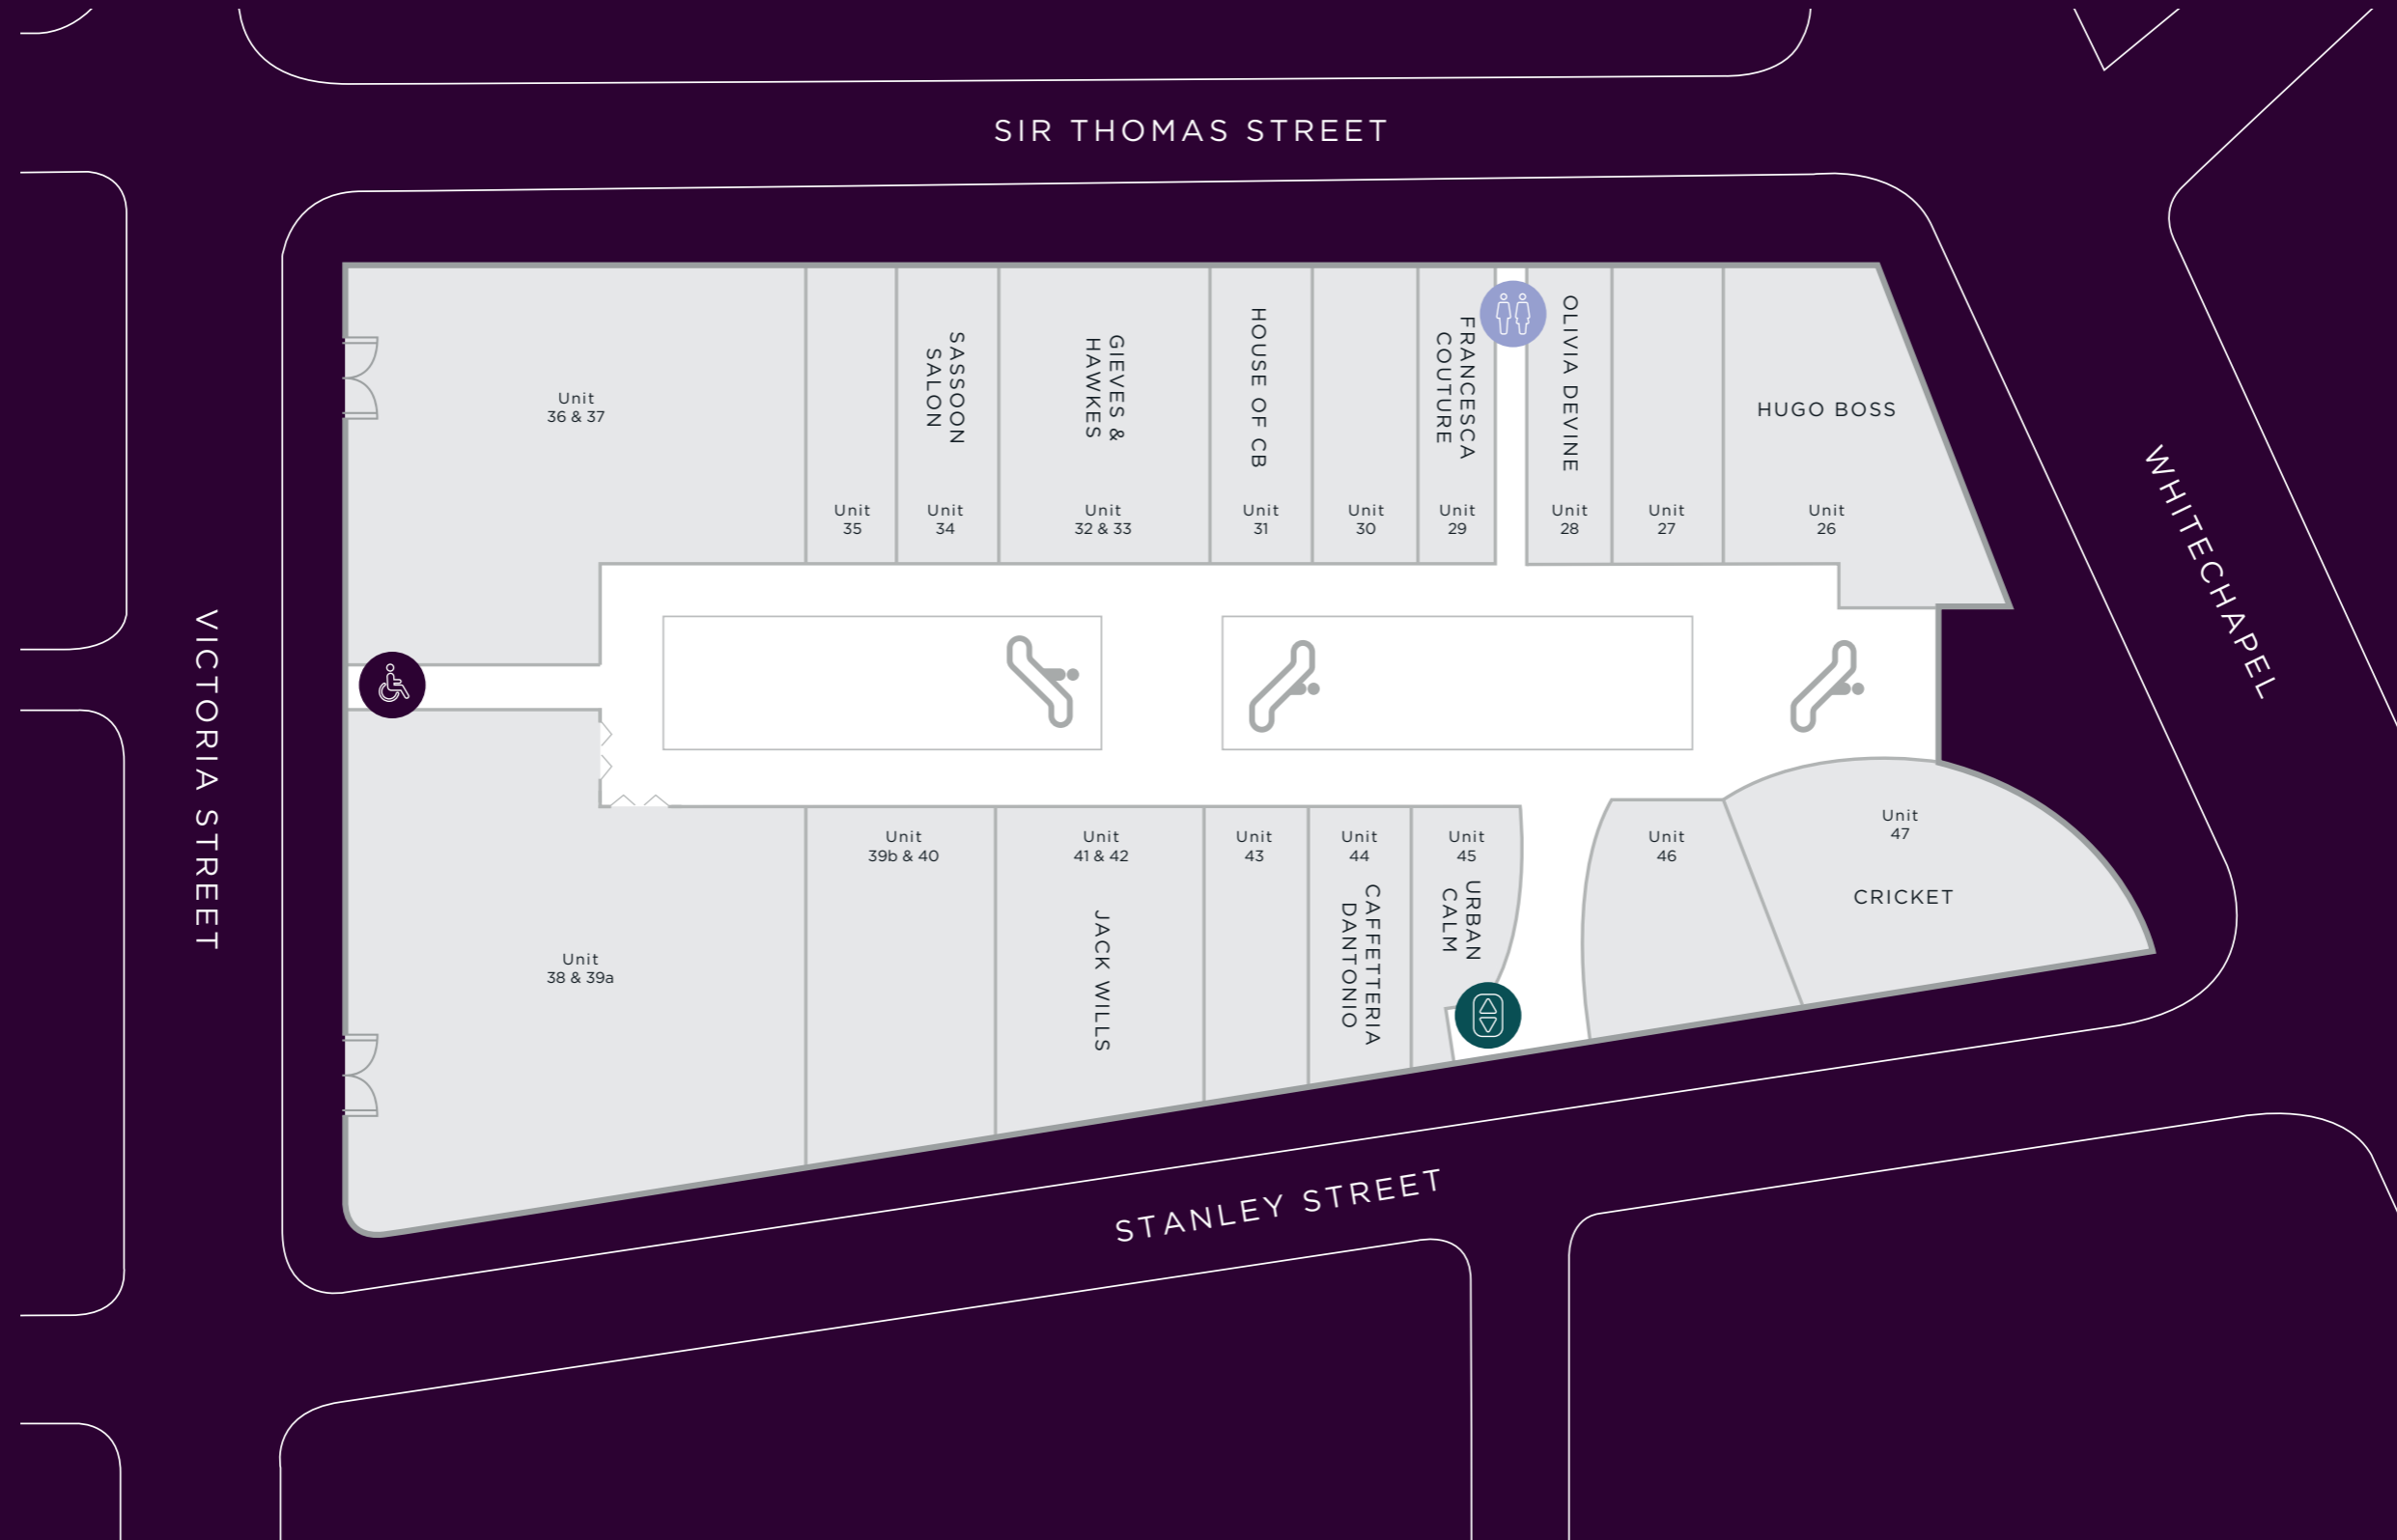 SIR THOMAS STREET
VICTORIA STREET
WHITECHAPEL
STANLEY STREET
Unit
36 & 37
Unit
35
SASSOON
SALON
Unit
34
GIEVES &
HAWKES
Unit
32 & 33
HOUSE OF CB
Unit
31
Unit
30
FRANCESCA
COUTURE
Unit
29
OLIVIA DEVINE
Unit
28
Unit
27
HUGO BOSS
Unit
26
Unit
38 & 39a
Unit
39b & 40
Unit
41 & 42
JACK WILLS
Unit
43
Unit
44
CAFFETTERIA
DANTONIO
Unit
45
URBAN
CALM
Unit
46
Unit
47
CRICKET